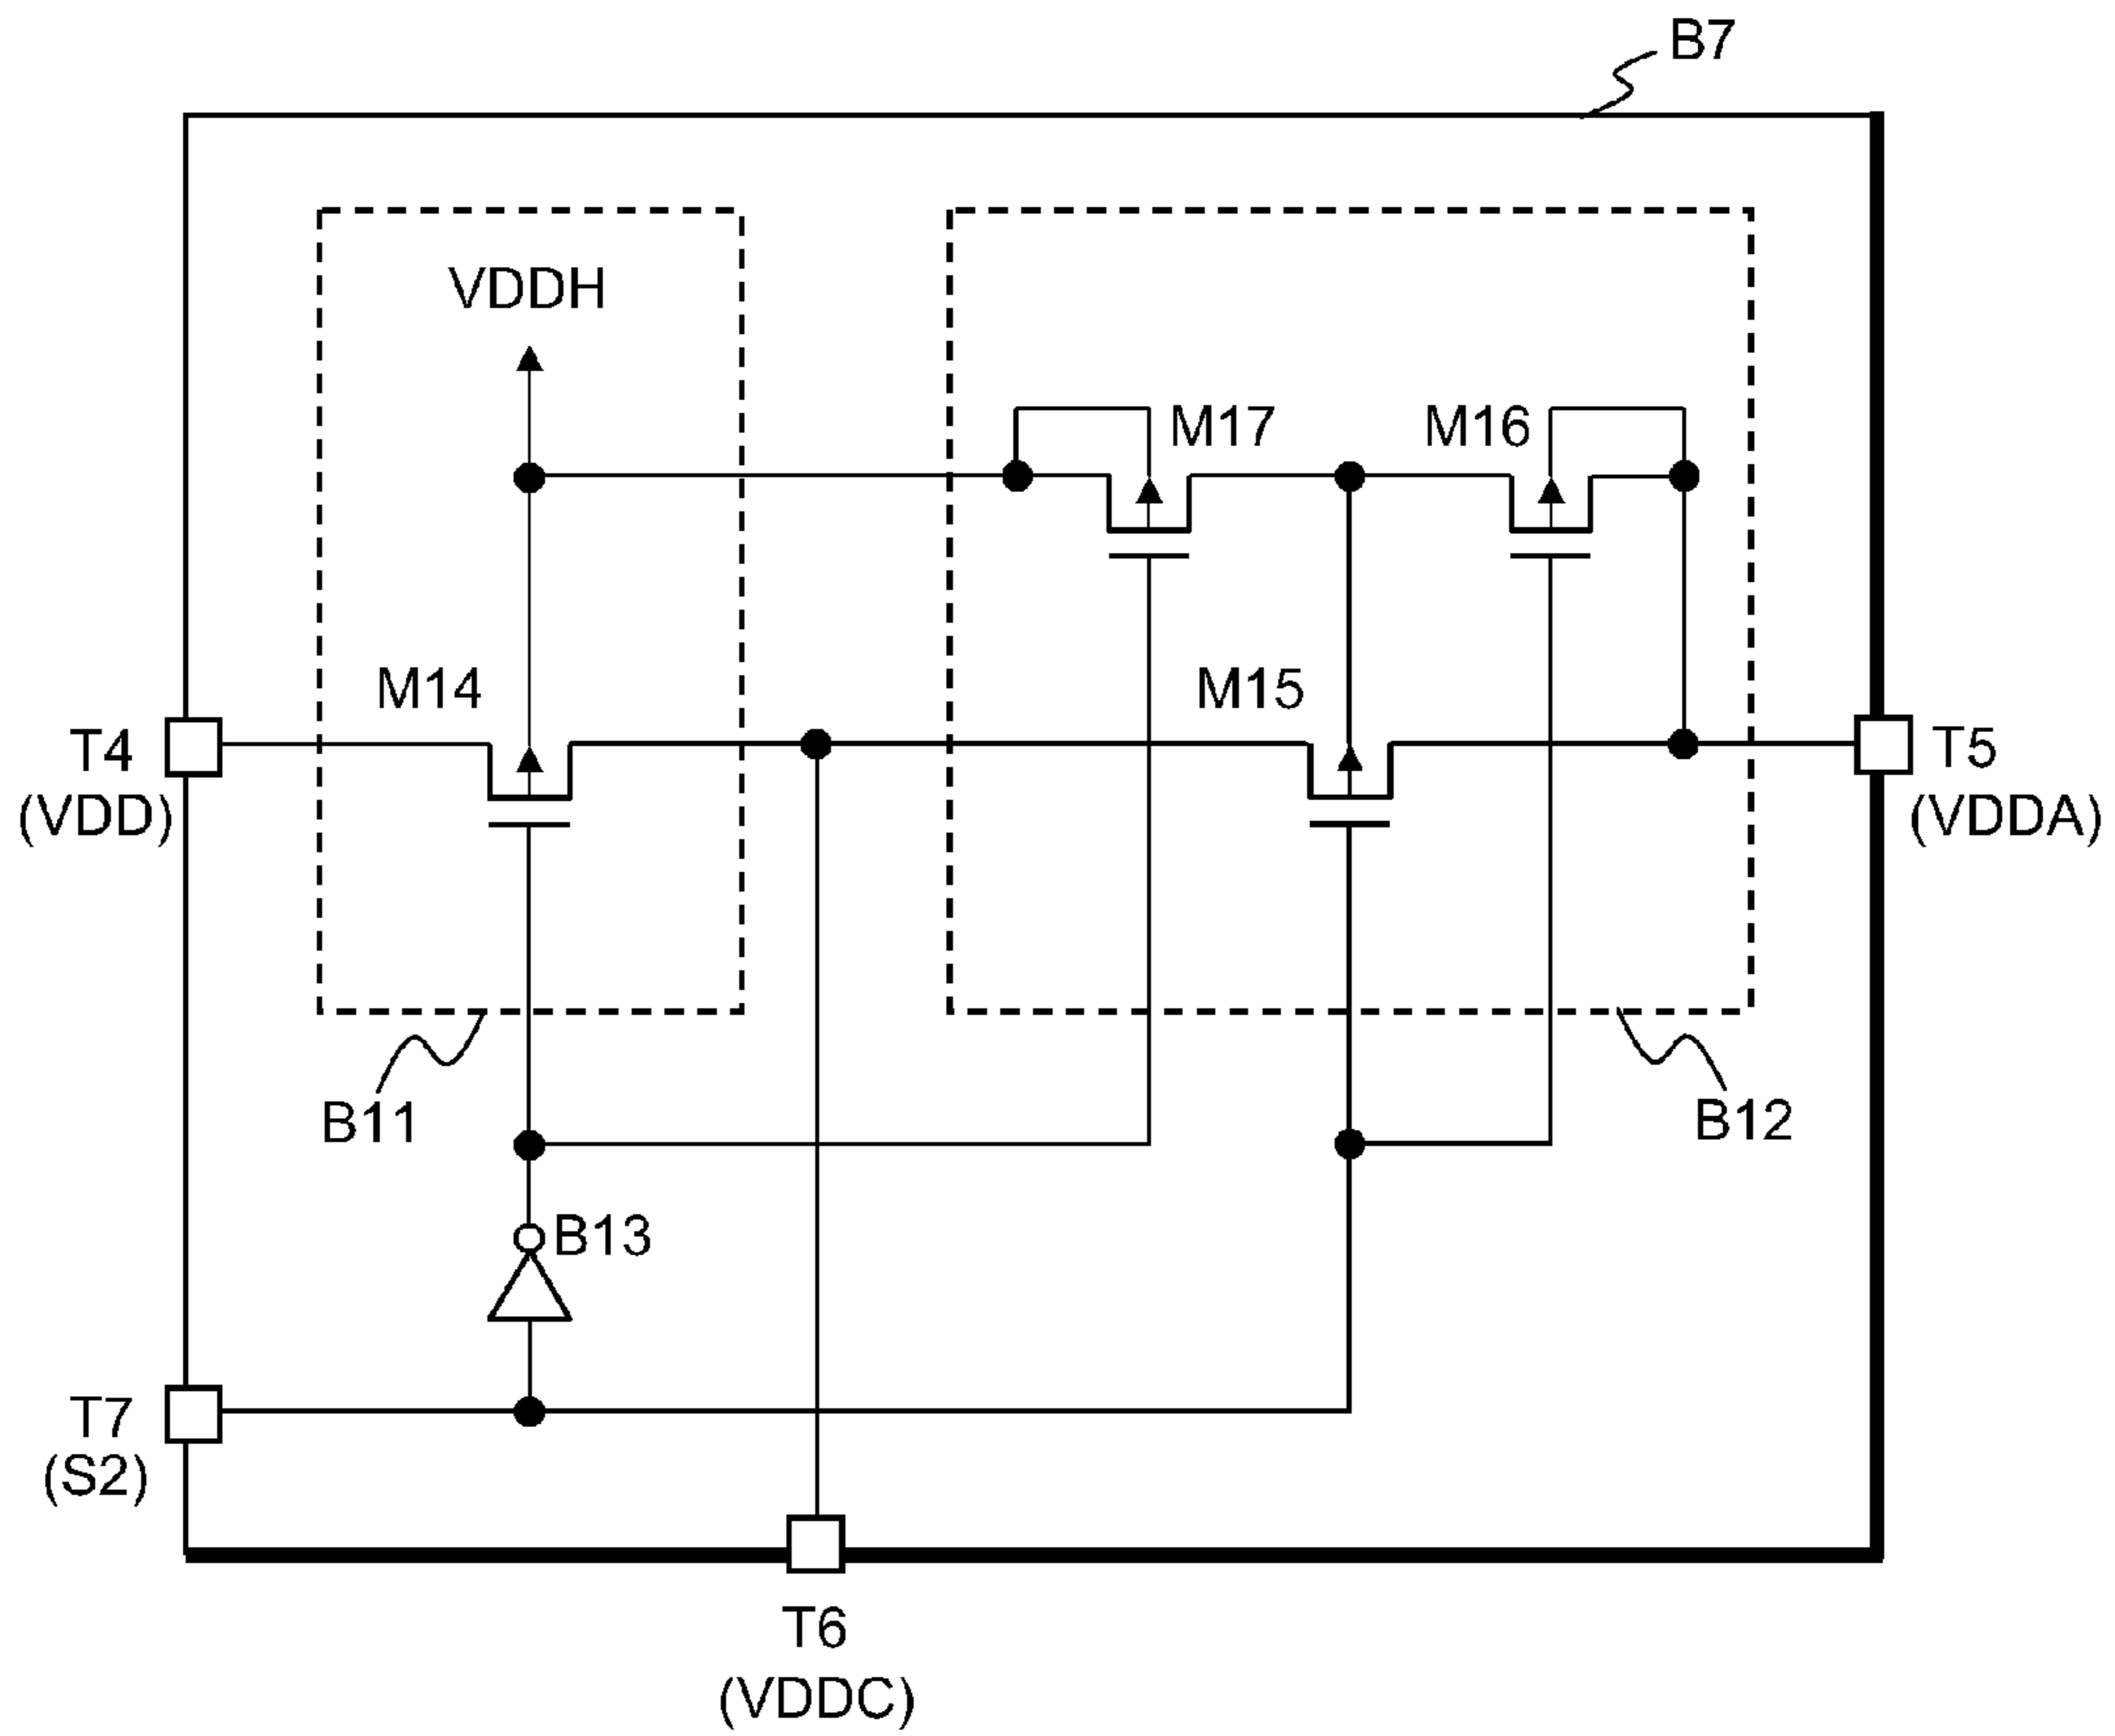 B7
VDDH
M17
M16
M14
M15
T4
(VDD)
T5
(VDDA)
B11
B12
B13
T7
(S2)
T6
(VDDC)